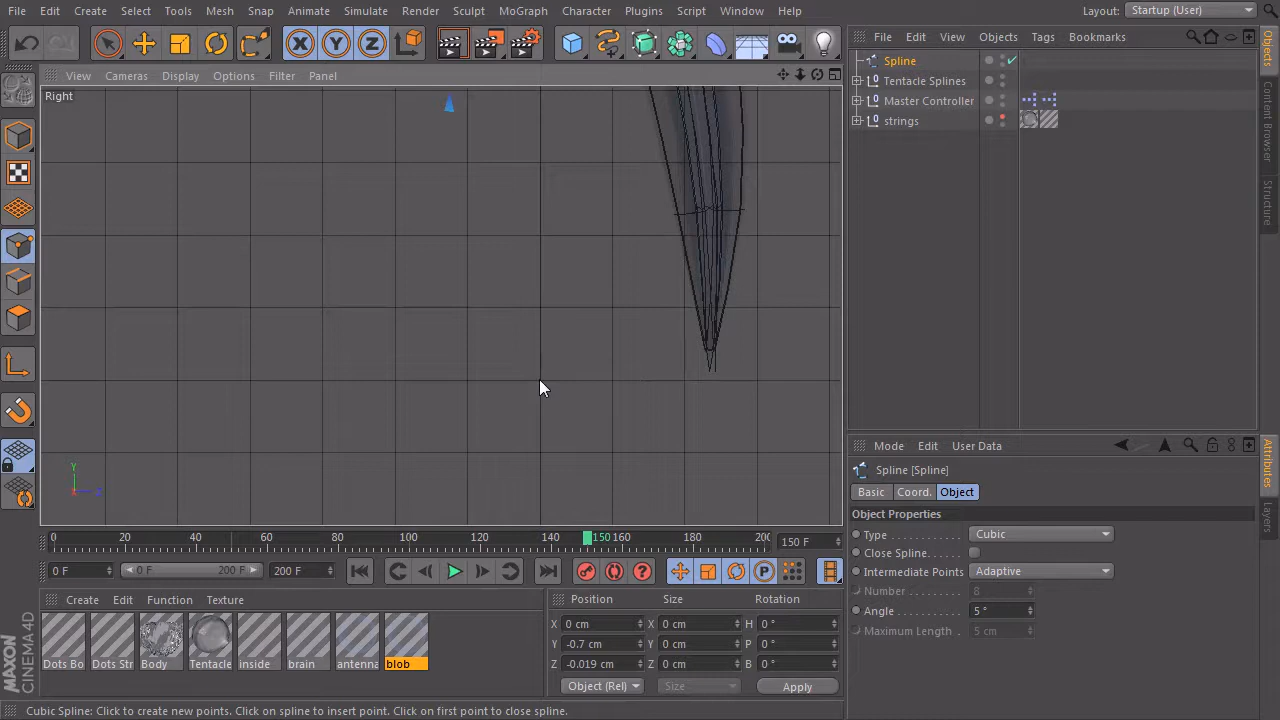 File Edit Create Select Tools Mesh Snap Animate Simulate Render Sculpt MoGraph Character Plugins Script Window Help Layout: Startup (User)
View Cameras Display Options Filter Panel
Right
Y
File Edit View Objects Tags Bookmarks
Spline
Tentacle Splines
Master Controller
strings
Objects
Content Browser
Structure
Mode Edit User Data
Spline [Spline]
Basic Coord. Object
Object Properties
Type Cubic
Close Spline
Intermediate Points Adaptive
Number 8
Angle 5 °
Maximum Length 5 cm
Attributes
Layers
0 20 40 60 80 100 120 140 150 160 180 200 150 F
0 F 0 F 200 F 200 F
Create Edit Function Texture
Dots Bo Dots Str Body Tentacle inside brain antenna blob
Position Size Rotation
X 0 cm X 0 cm H 0 °
Y -0.7 cm Y 0 cm P 0 °
Z -0.019 cm Z 0 cm B 0 °
Object (Rel) Size Apply
MAXON CINEMA 4D
Cubic Spline: Click to create new points. Click on spline to insert point. Click on first point to close spline.